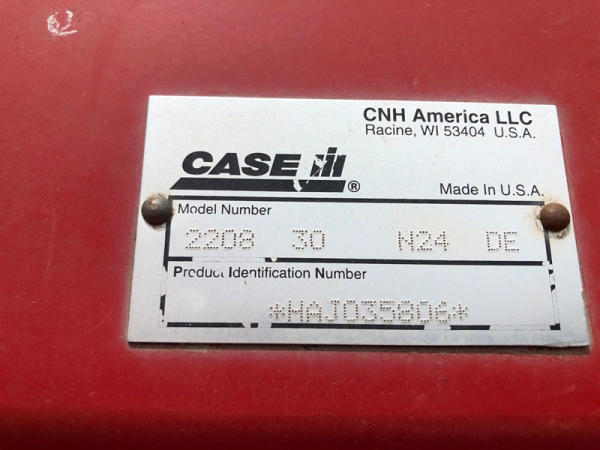 CNH America LLC
Racine, WI 53404 U.S.A.
CASE IH ®
Made In U.S.A.
Model Number
2208 30 N24 DE
Product Identification Number
*HAJ035806*